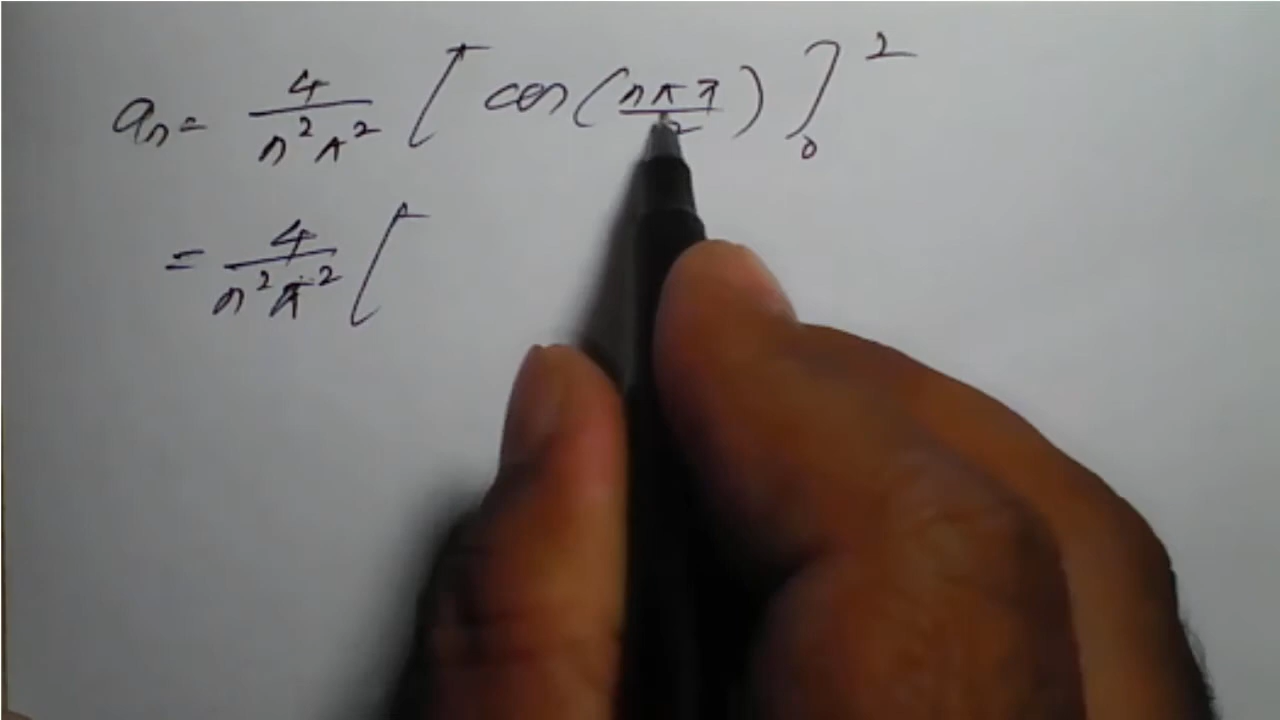 aₙ = 4/n²π² [ cos(nπx/2) ]₀²
= 4/n²π² [